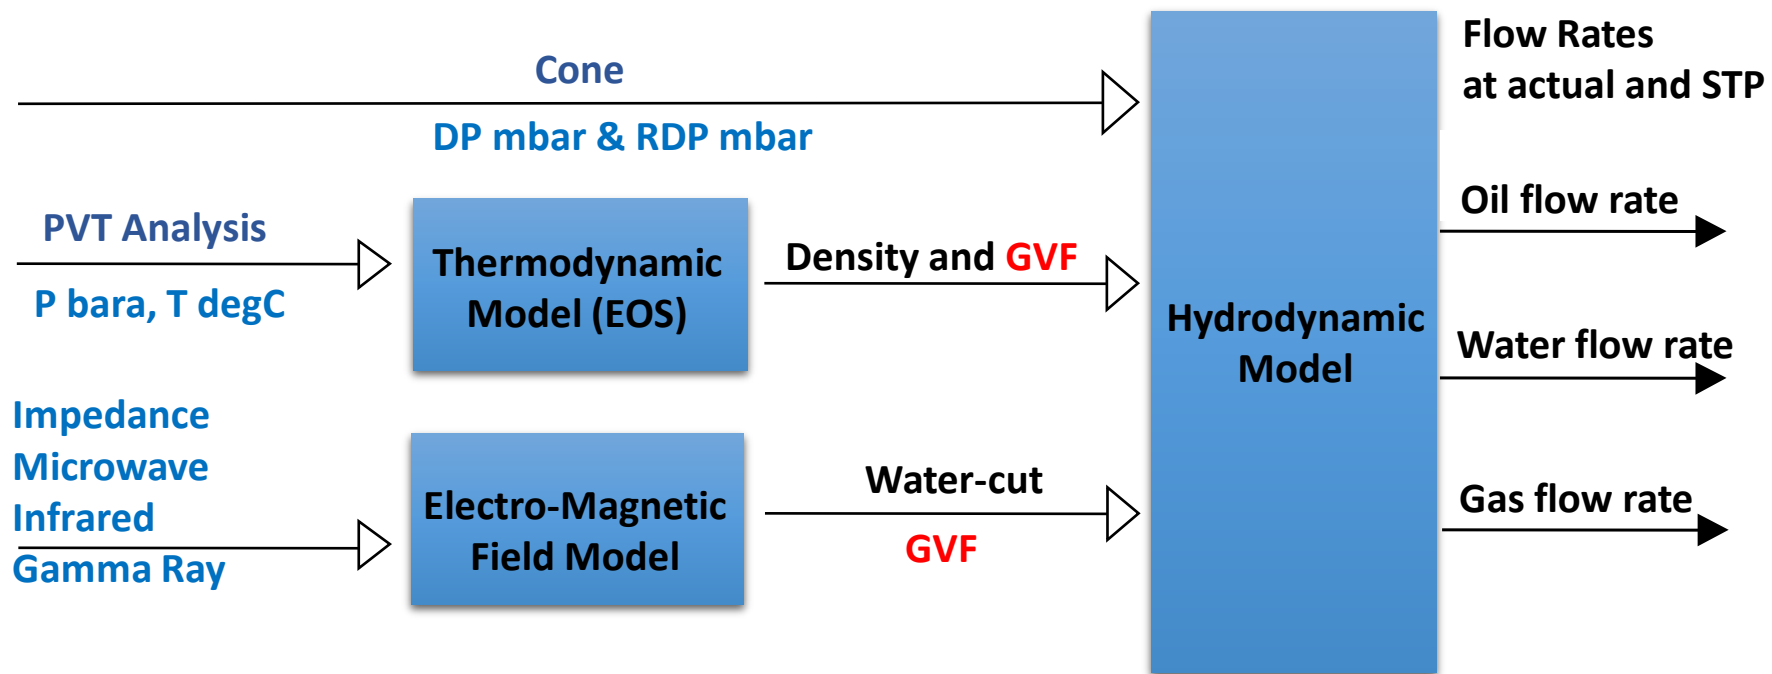 Cone
DP mbar & RDP mbar
PVT Analysis
P bara, T degC
Thermodynamic
Model (EOS)
Density and GVF
Impedance
Microwave
Infrared
Gamma Ray
Electro-Magnetic
Field Model
Water-cut
GVF
Hydrodynamic
Model
Flow Rates
at actual and STP
Oil flow rate
Water flow rate
Gas flow rate